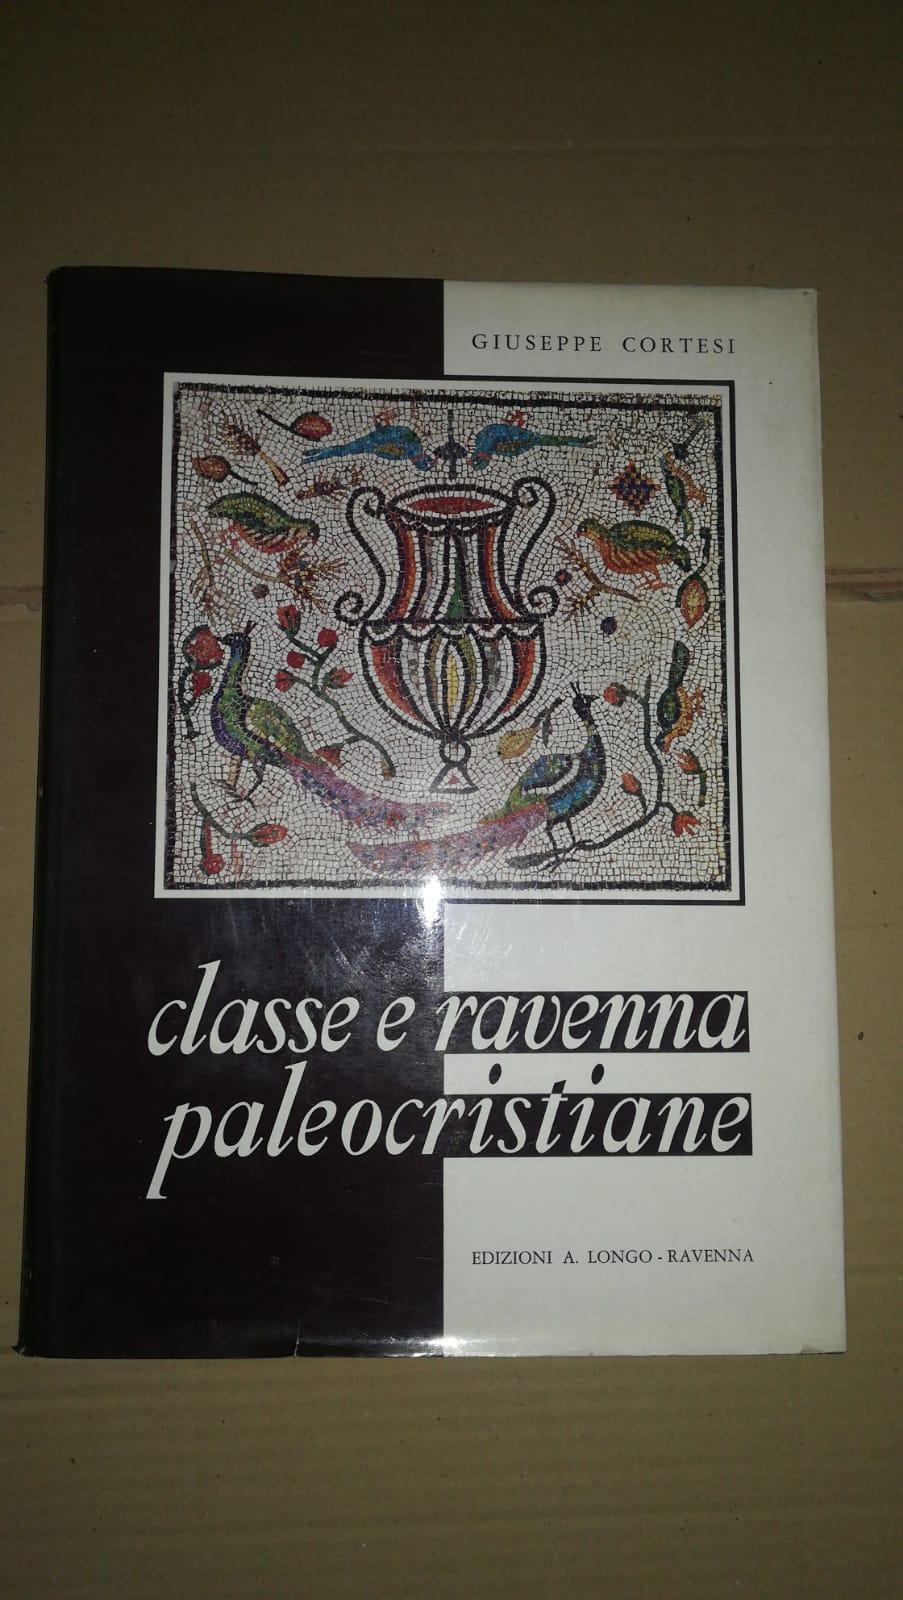 GIUSEPPE CORTESI
classe e ravenna
paleocristiane
EDIZIONI A. LONGO - RAVENNA